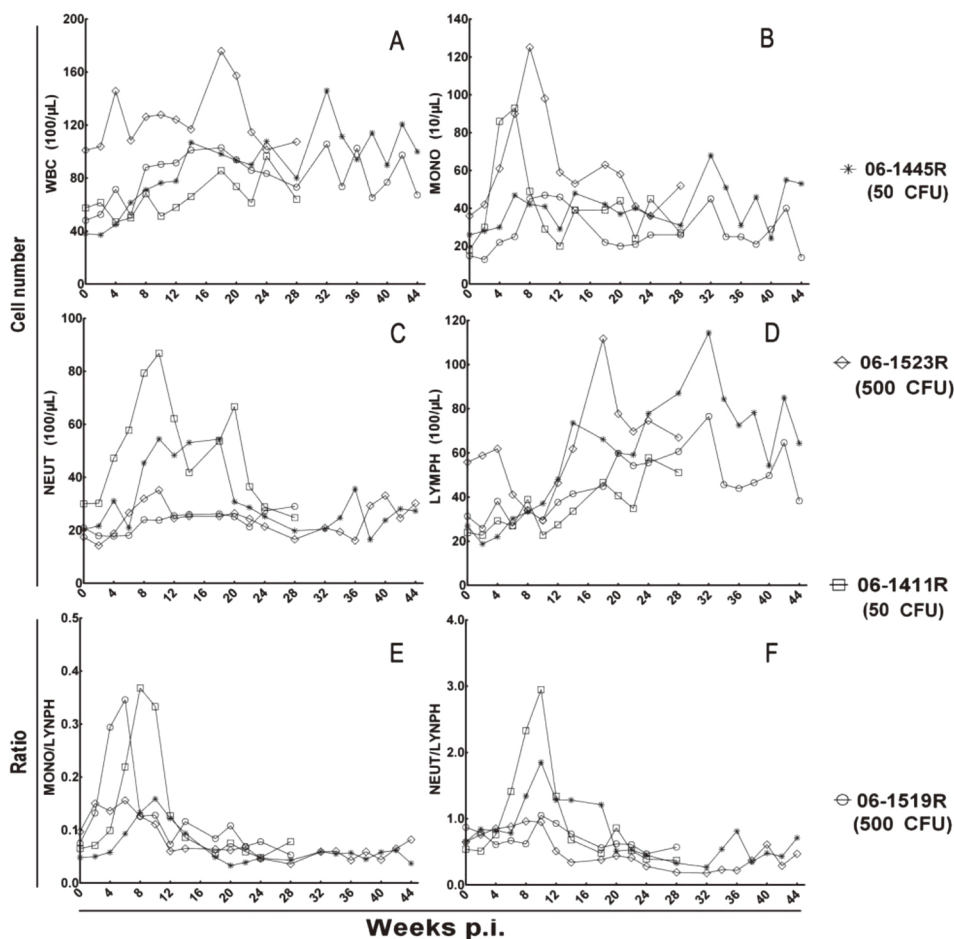 A
WBC (100/µL)
200
160
120
80
40
0
0 4 8 12 16 20 24 28 32 36 40 44
B
MONO (10/µL)
140
120
100
80
60
40
20
0
0 4 8 12 16 20 24 28 32 36 40 44
Cell number
C
NEUT (100/µL)
100
80
60
40
20
0
0 4 8 12 16 20 24 28 32 36 40 44
D
LYMPH (100/µL)
120
100
80
60
40
20
0
0 4 8 12 16 20 24 28 32 36 40 44
Ratio
E
MONO/LYNPH
0.5
0.4
0.3
0.2
0.1
0.0
0 4 8 12 16 20 24 28 32 36 40 44
F
NEUT/LYNPH
4.0
3.0
2.0
1.0
0.0
0 4 8 12 16 20 24 28 32 36 40 44
Weeks p.i.
06-1445R
(50 CFU)
06-1523R
(500 CFU)
06-1411R
(50 CFU)
06-1519R
(500 CFU)